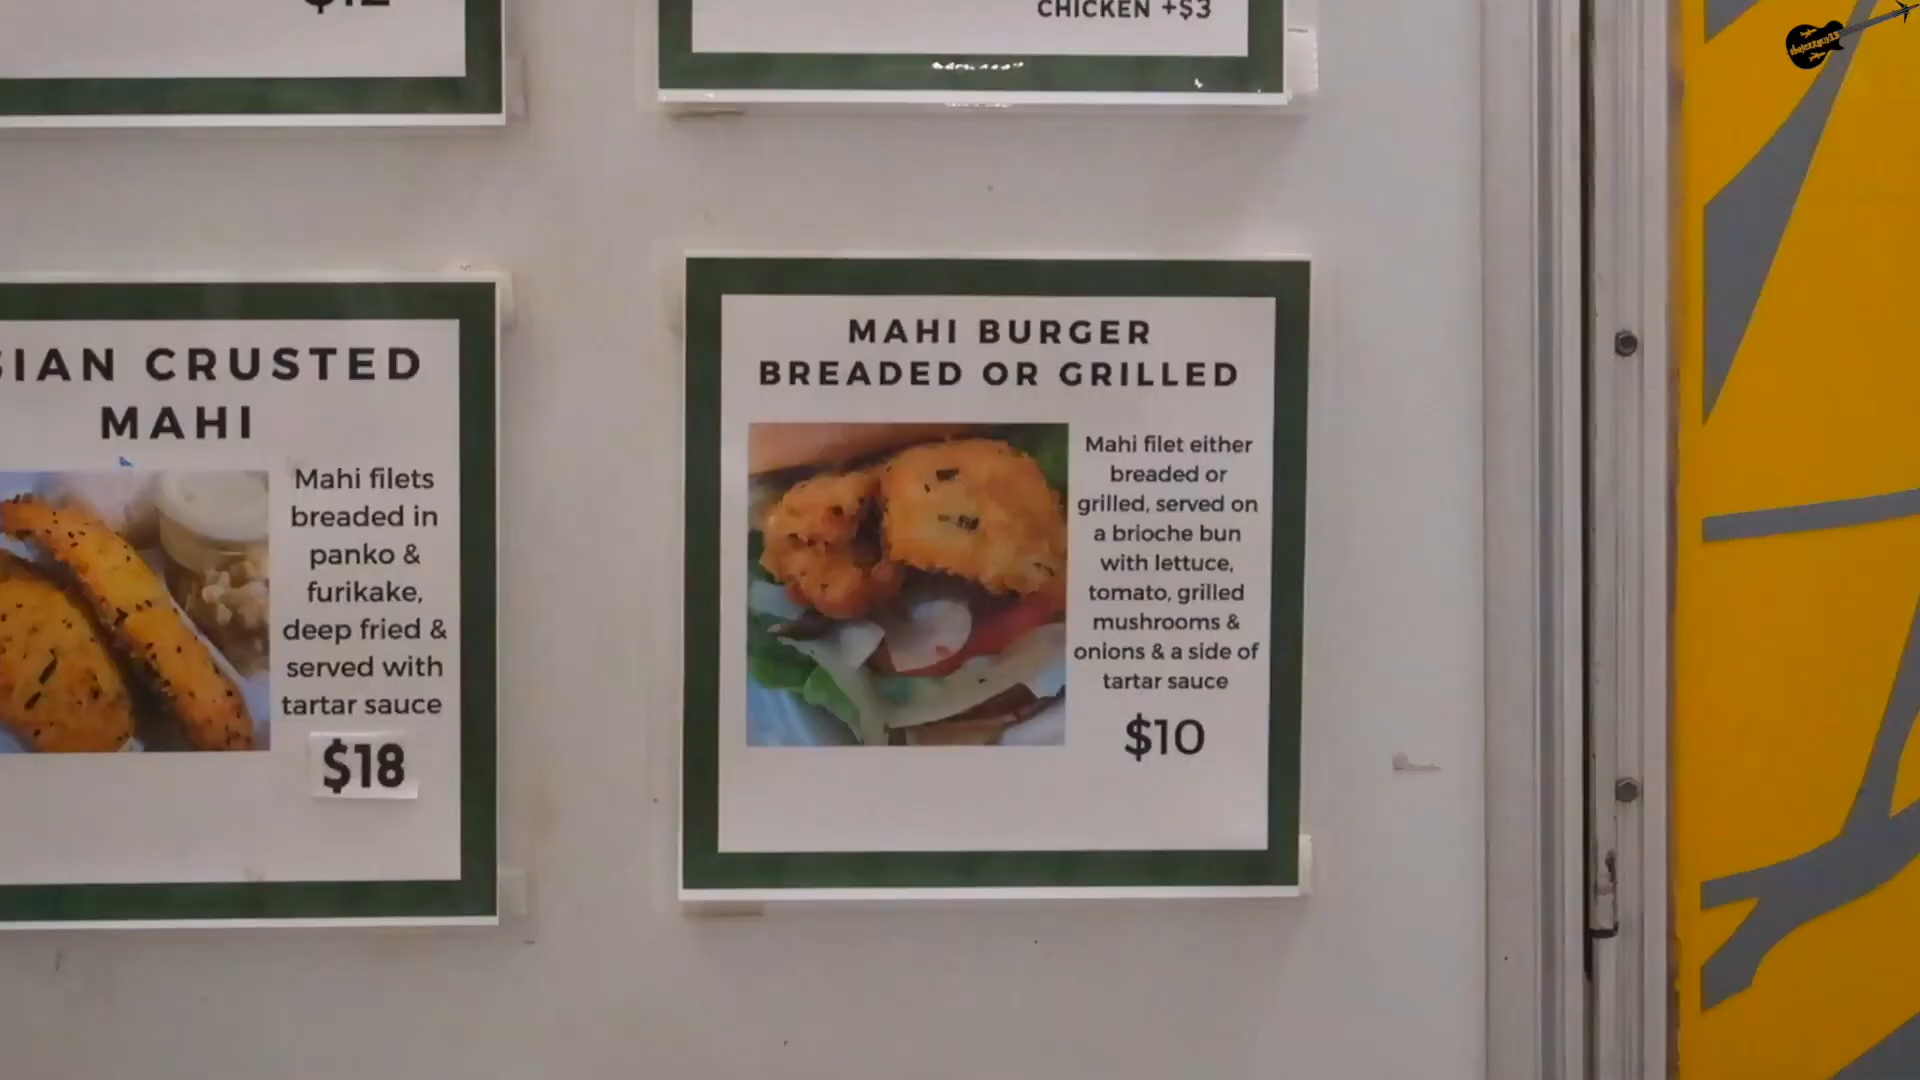 CHICKEN +$3
CRUSTED
MAHI
Mahi filets
breaded in
panko &
furikake,
deep fried &
served with
tartar sauce
$18
MAHI BURGER
BREADED OR GRILLED
Mahi filet either
breaded or
grilled, served on
a brioche bun
with lettuce,
tomato, grilled
mushrooms &
onions & a side of
tartar sauce
$10